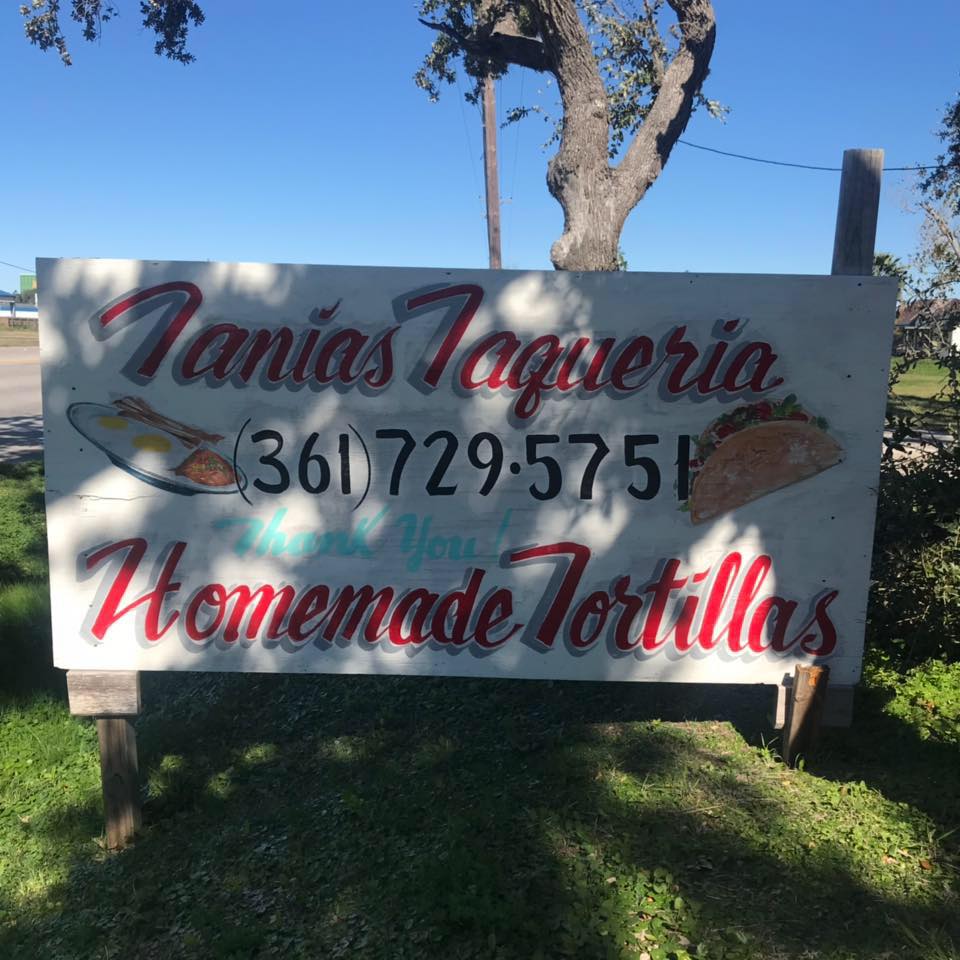 Tanias Taqueria
(361) 729.5751
Thank You!
Homemade Tortillas